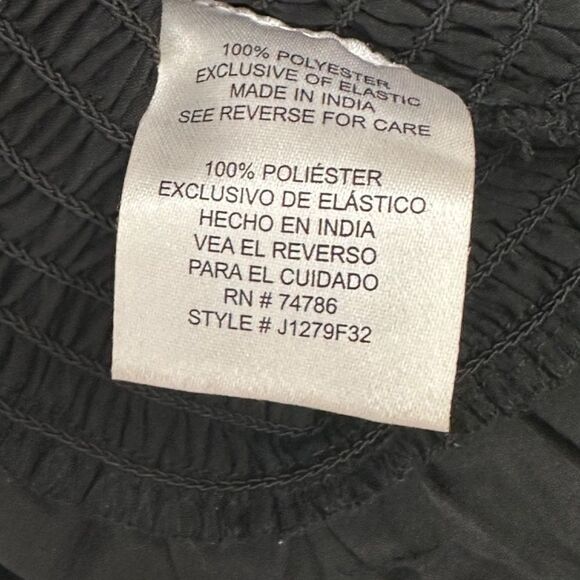 100% POLYESTER
EXCLUSIVE OF ELASTIC
MADE IN INDIA
SEE REVERSE FOR CARE
100% POLIÉSTER
EXCLUSIVO DE ELÁSTICO
HECHO EN INDIA
VEA EL REVERSO
PARA EL CUIDADO
RN # 74786
STYLE # J1279F32